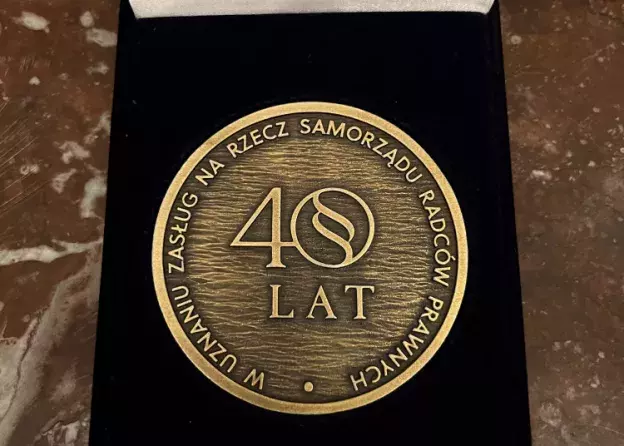 W UZNANIU ZASŁUG NA RZECZ SAMORZĄDU RADCÓW PRAWNYCH
40
§
LAT